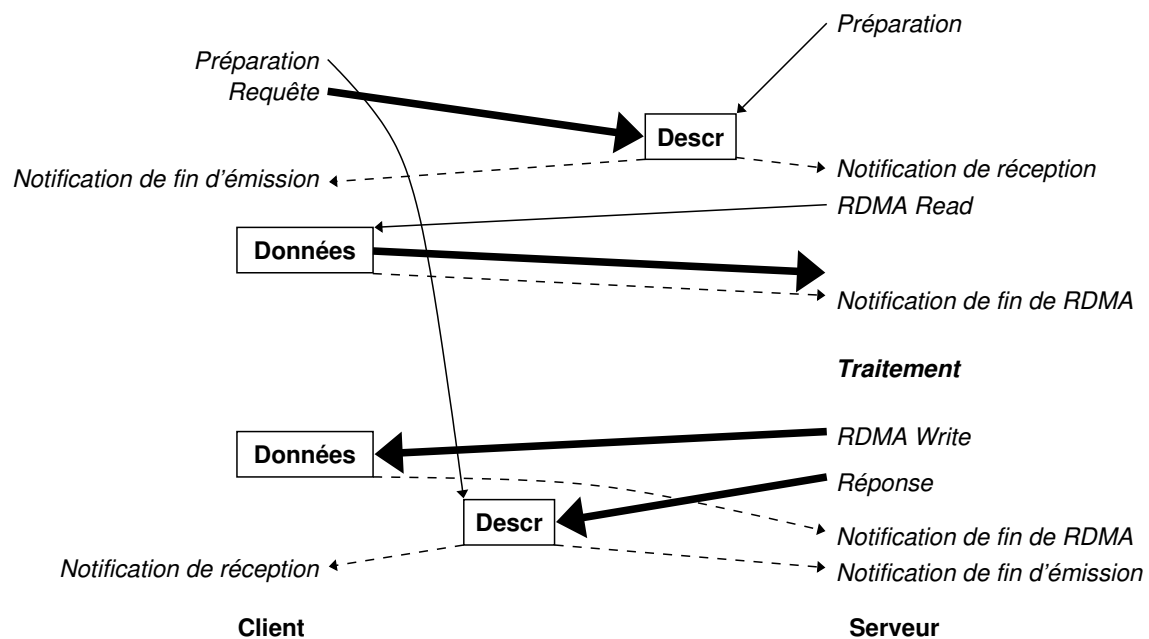 Préparation
Préparation
Requête
Descr
Notification de fin d'émission
Notification de réception
RDMA Read
Données
Notification de fin de RDMA
Traitement
Données
RDMA Write
Réponse
Descr
Notification de fin de RDMA
Notification de réception
Notification de fin d'émission
Client
Serveur